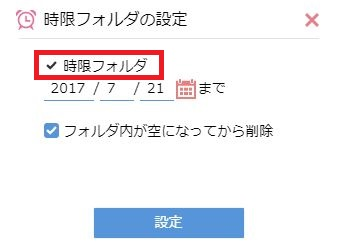 時限フォルダの設定
時限フォルダ
2017 / 7 / 21 まで
フォルダ内が空になってから削除
設定